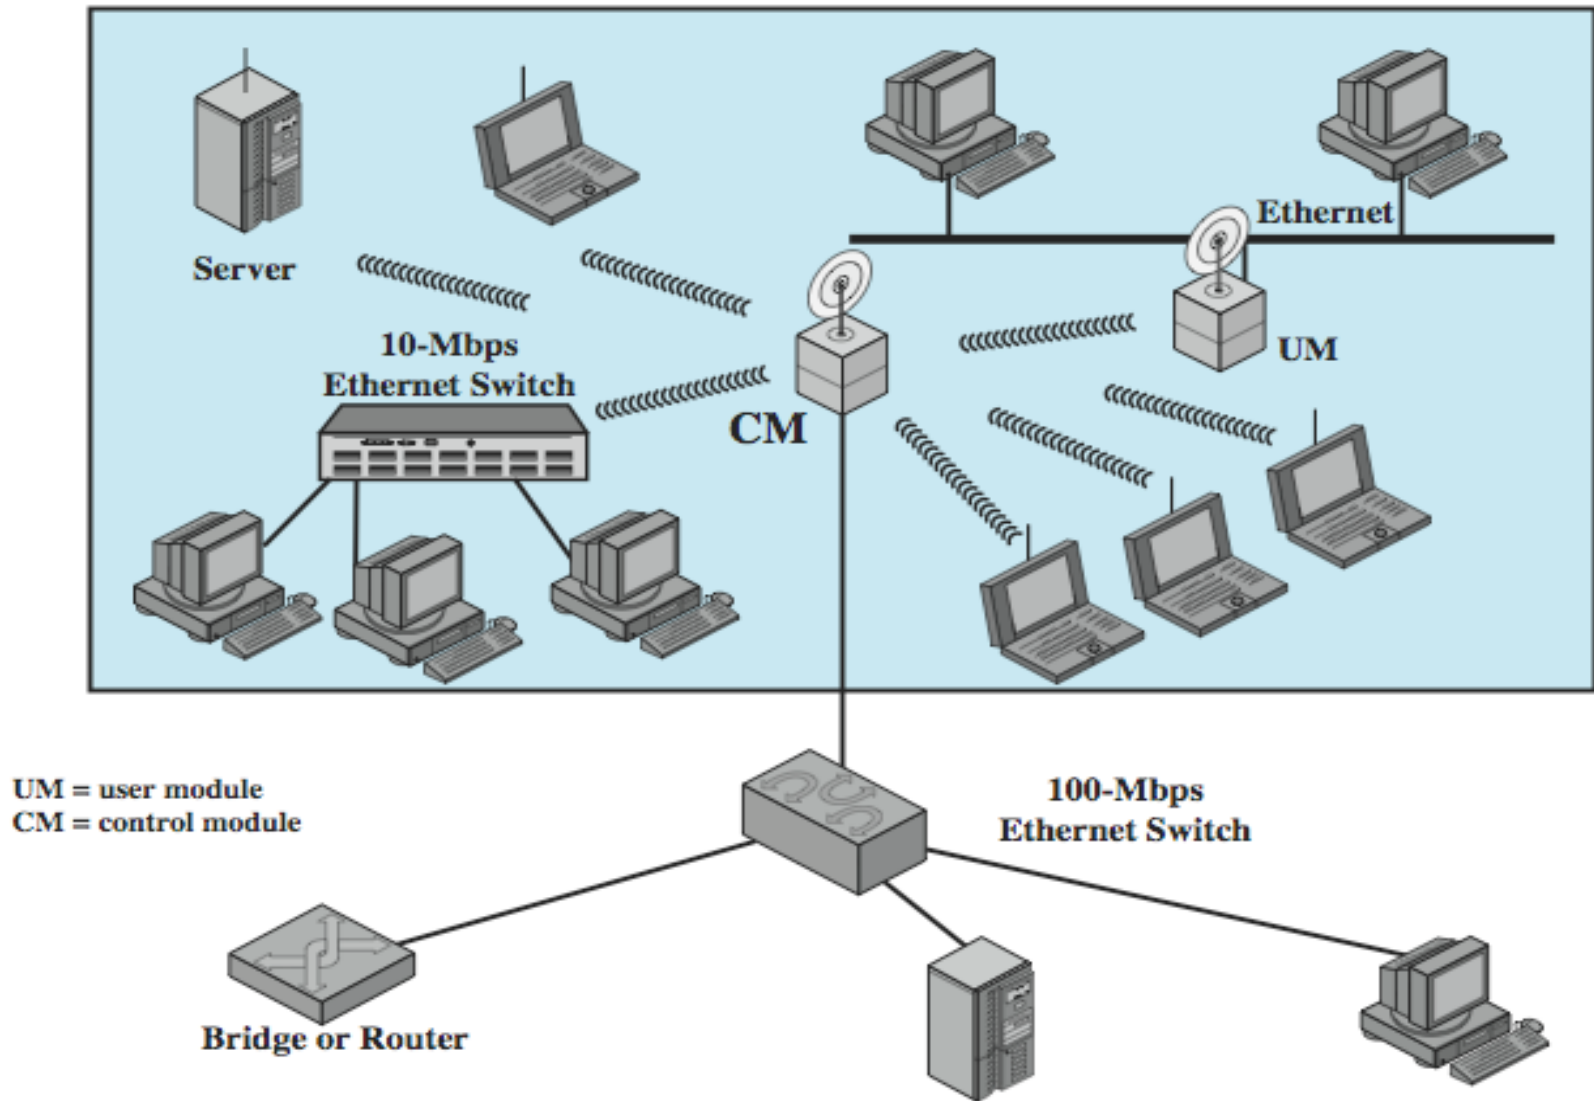 Ethernet
Server
10-Mbps
Ethernet Switch
UM
CM
UM = user module
CM = control module
100-Mbps
Ethernet Switch
Bridge or Router